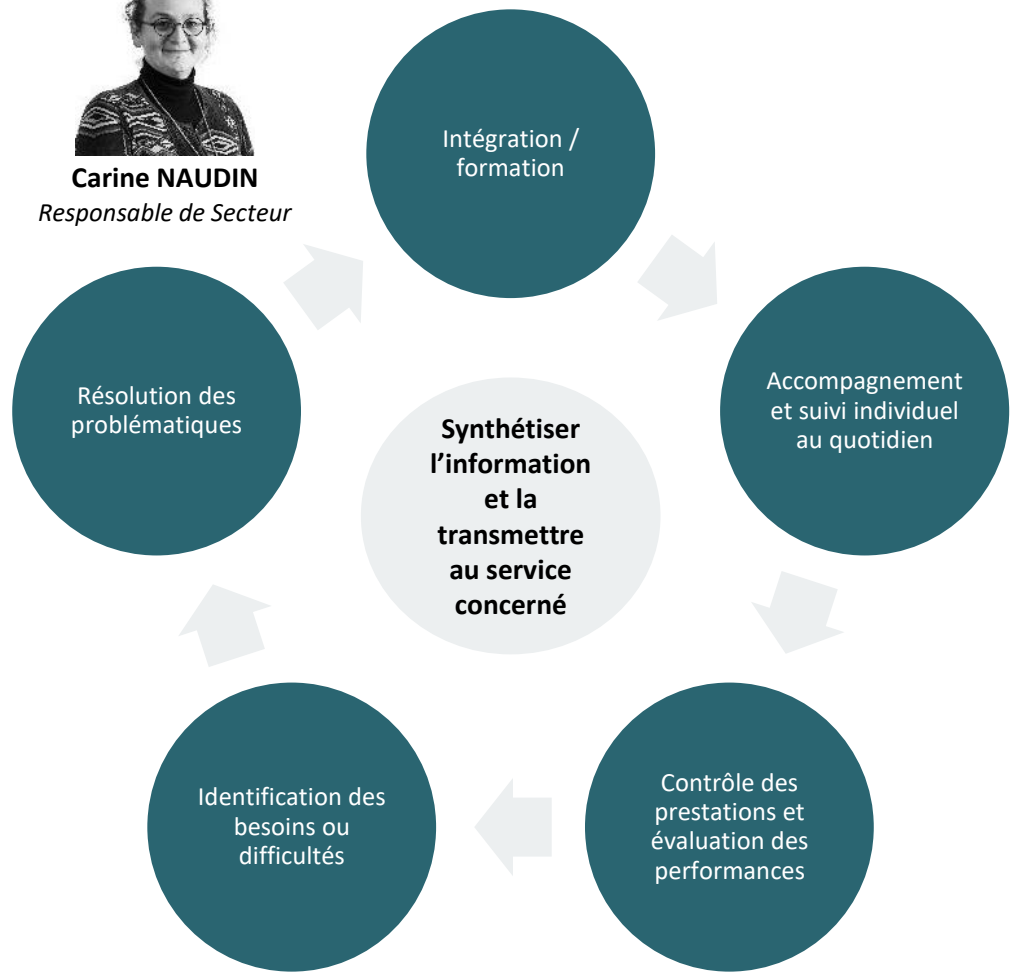 Carine NAUDIN
Responsable de Secteur
Intégration /
formation
Accompagnement
et suivi individuel
au quotidien
Contrôle des
prestations et
évaluation des
performances
Identification des
besoins ou
difficultés
Résolution des
problématiques
Synthétiser
l’information
et la
transmettre
au service
concerné